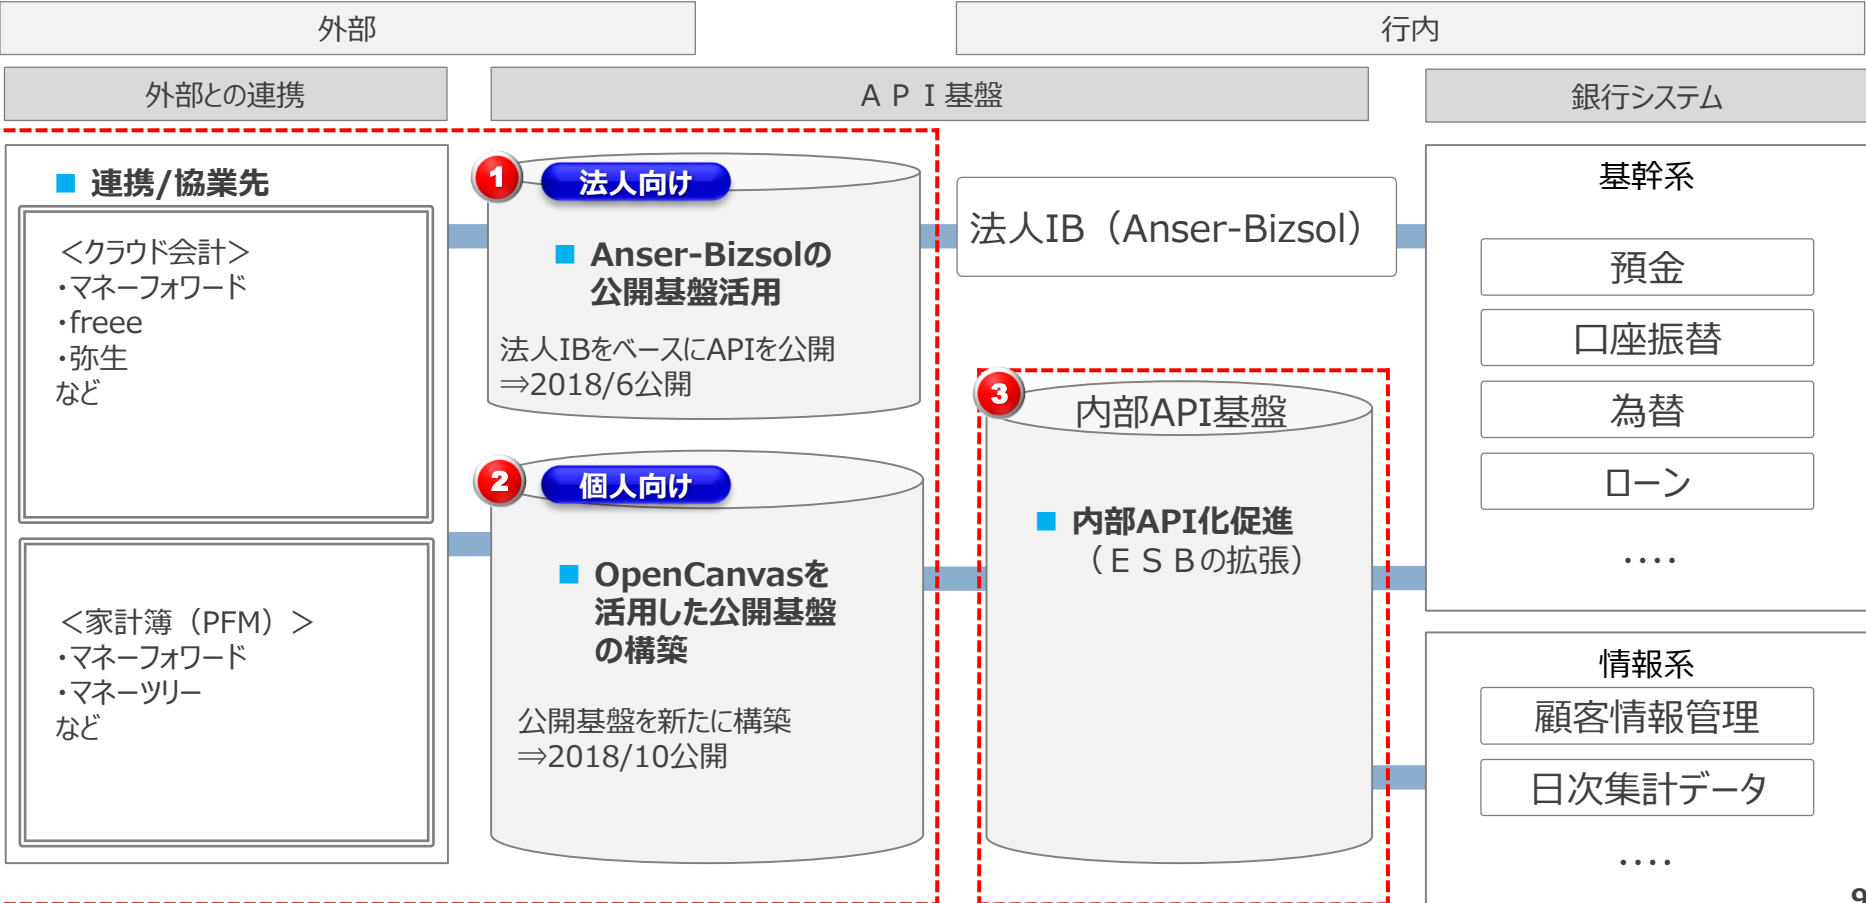 外部
行内
外部との連携
ＡＰＩ基盤
銀行システム
■ 連携/協業先
＜クラウド会計＞
・マネーフォワード
・freee
・弥生
など
＜家計簿（PFM）＞
・マネーフォワード
・マネーツリー
など
1 法人向け
■ Anser-Bizsolの
公開基盤活用
法人IBをベースにAPIを公開
⇒2018/6公開
2 個人向け
■ OpenCanvasを
活用した公開基盤
の構築
公開基盤を新たに構築
⇒2018/10公開
法人IB（Anser-Bizsol）
3 内部API基盤
■ 内部API化促進
（ＥＳＢの拡張）
基幹系
預金
口座振替
為替
ローン
‥‥
情報系
顧客情報管理
日次集計データ
‥‥
9